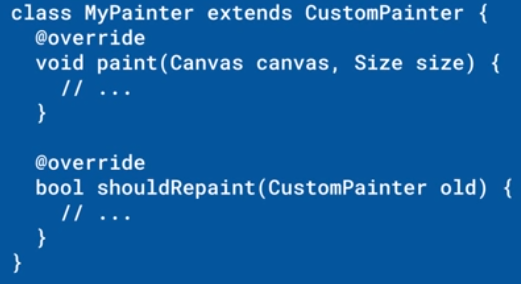 class MyPainter extends CustomPainter {
  @override
  void paint(Canvas canvas, Size size) {
    // ...
  }

  @override
  bool shouldRepaint(CustomPainter old) {
    // ...
  }
}